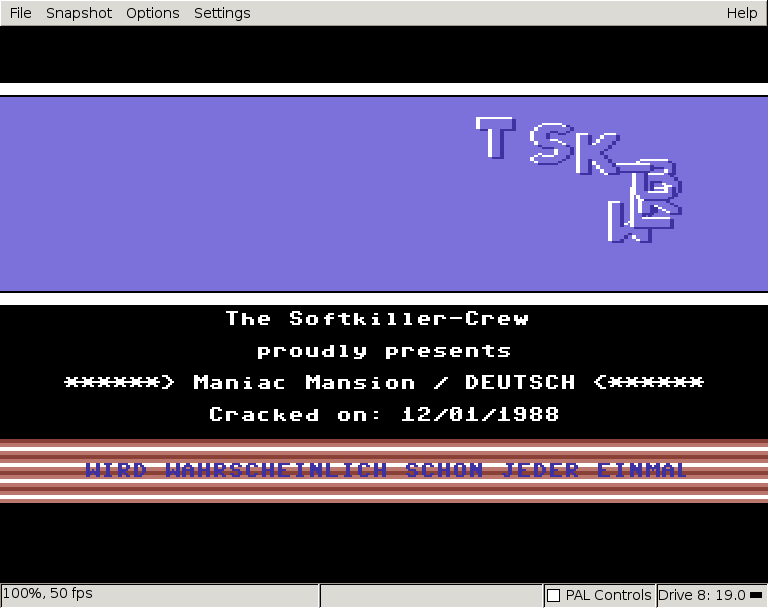 File Snapshot Options Settings Help
T S K
The Softkiller-Crew
proudly presents
******> Maniac Mansion / DEUTSCH <******
Cracked on: 12/01/1988
WIRD WAHRSCHEINLICH SCHON JEDER EINMAL
100%, 50 fps PAL Controls Drive 8: 19.0